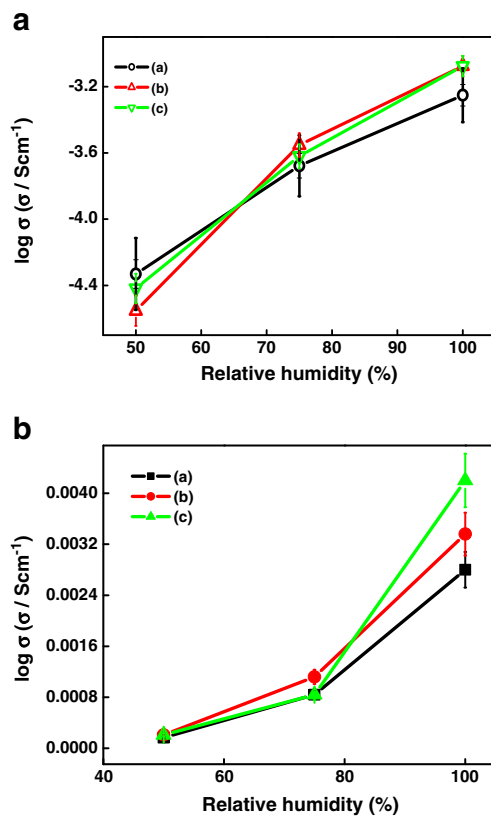 a
(a)
(b)
(c)
-3.2
-3.6
-4.0
-4.4
log σ (σ / Scm⁻¹)
50 60 70 80 90 100
Relative humidity (%)
b
(a)
(b)
(c)
0.0040
0.0032
0.0024
0.0016
0.0008
0.0000
log σ (σ / Scm⁻¹)
40 60 80 100
Relative humidity (%)